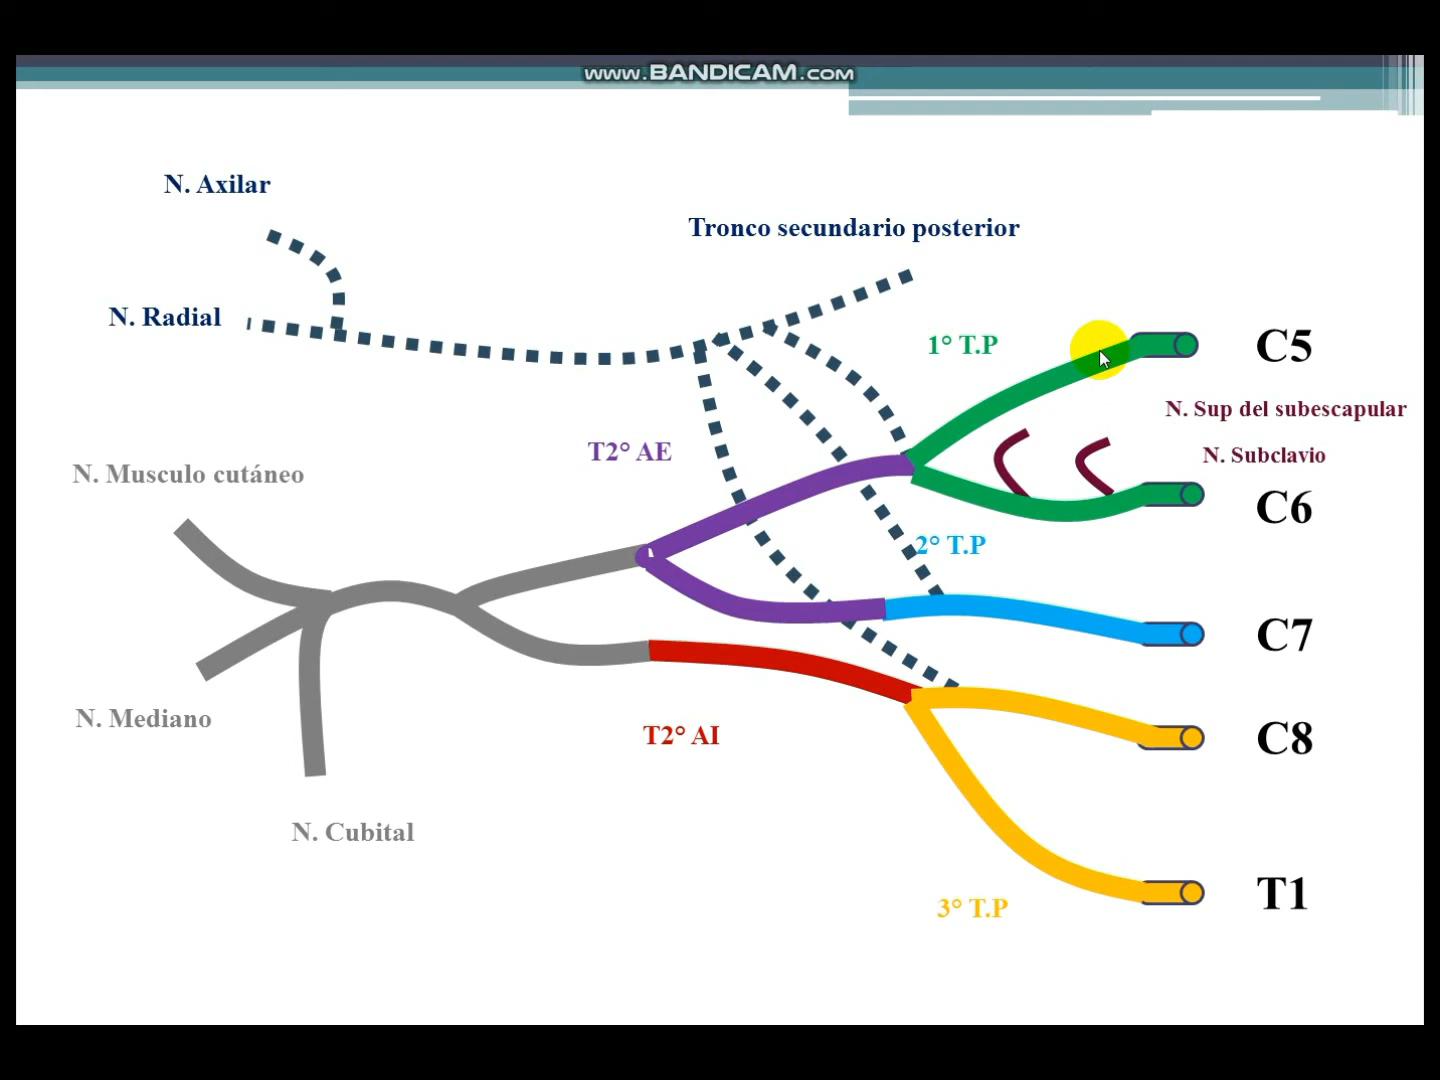 www.BANDICAM.com
N. Axilar
Tronco secundario posterior
N. Radial
1° T.P
C5
N. Sup del subescapular
T2° AE
N. Subclavio
N. Musculo cutáneo
C6
2° T.P
C7
N. Mediano
T2° AI
C8
N. Cubital
T1
3° T.P